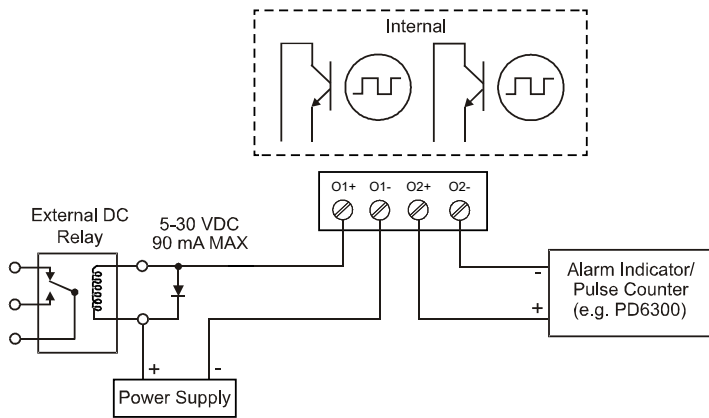 Internal
O1+ O1- O2+ O2-
External DC
Relay
5-30 VDC
90 mA MAX
-
+
Alarm Indicator/
Pulse Counter
(e.g. PD6300)
+ -
Power Supply